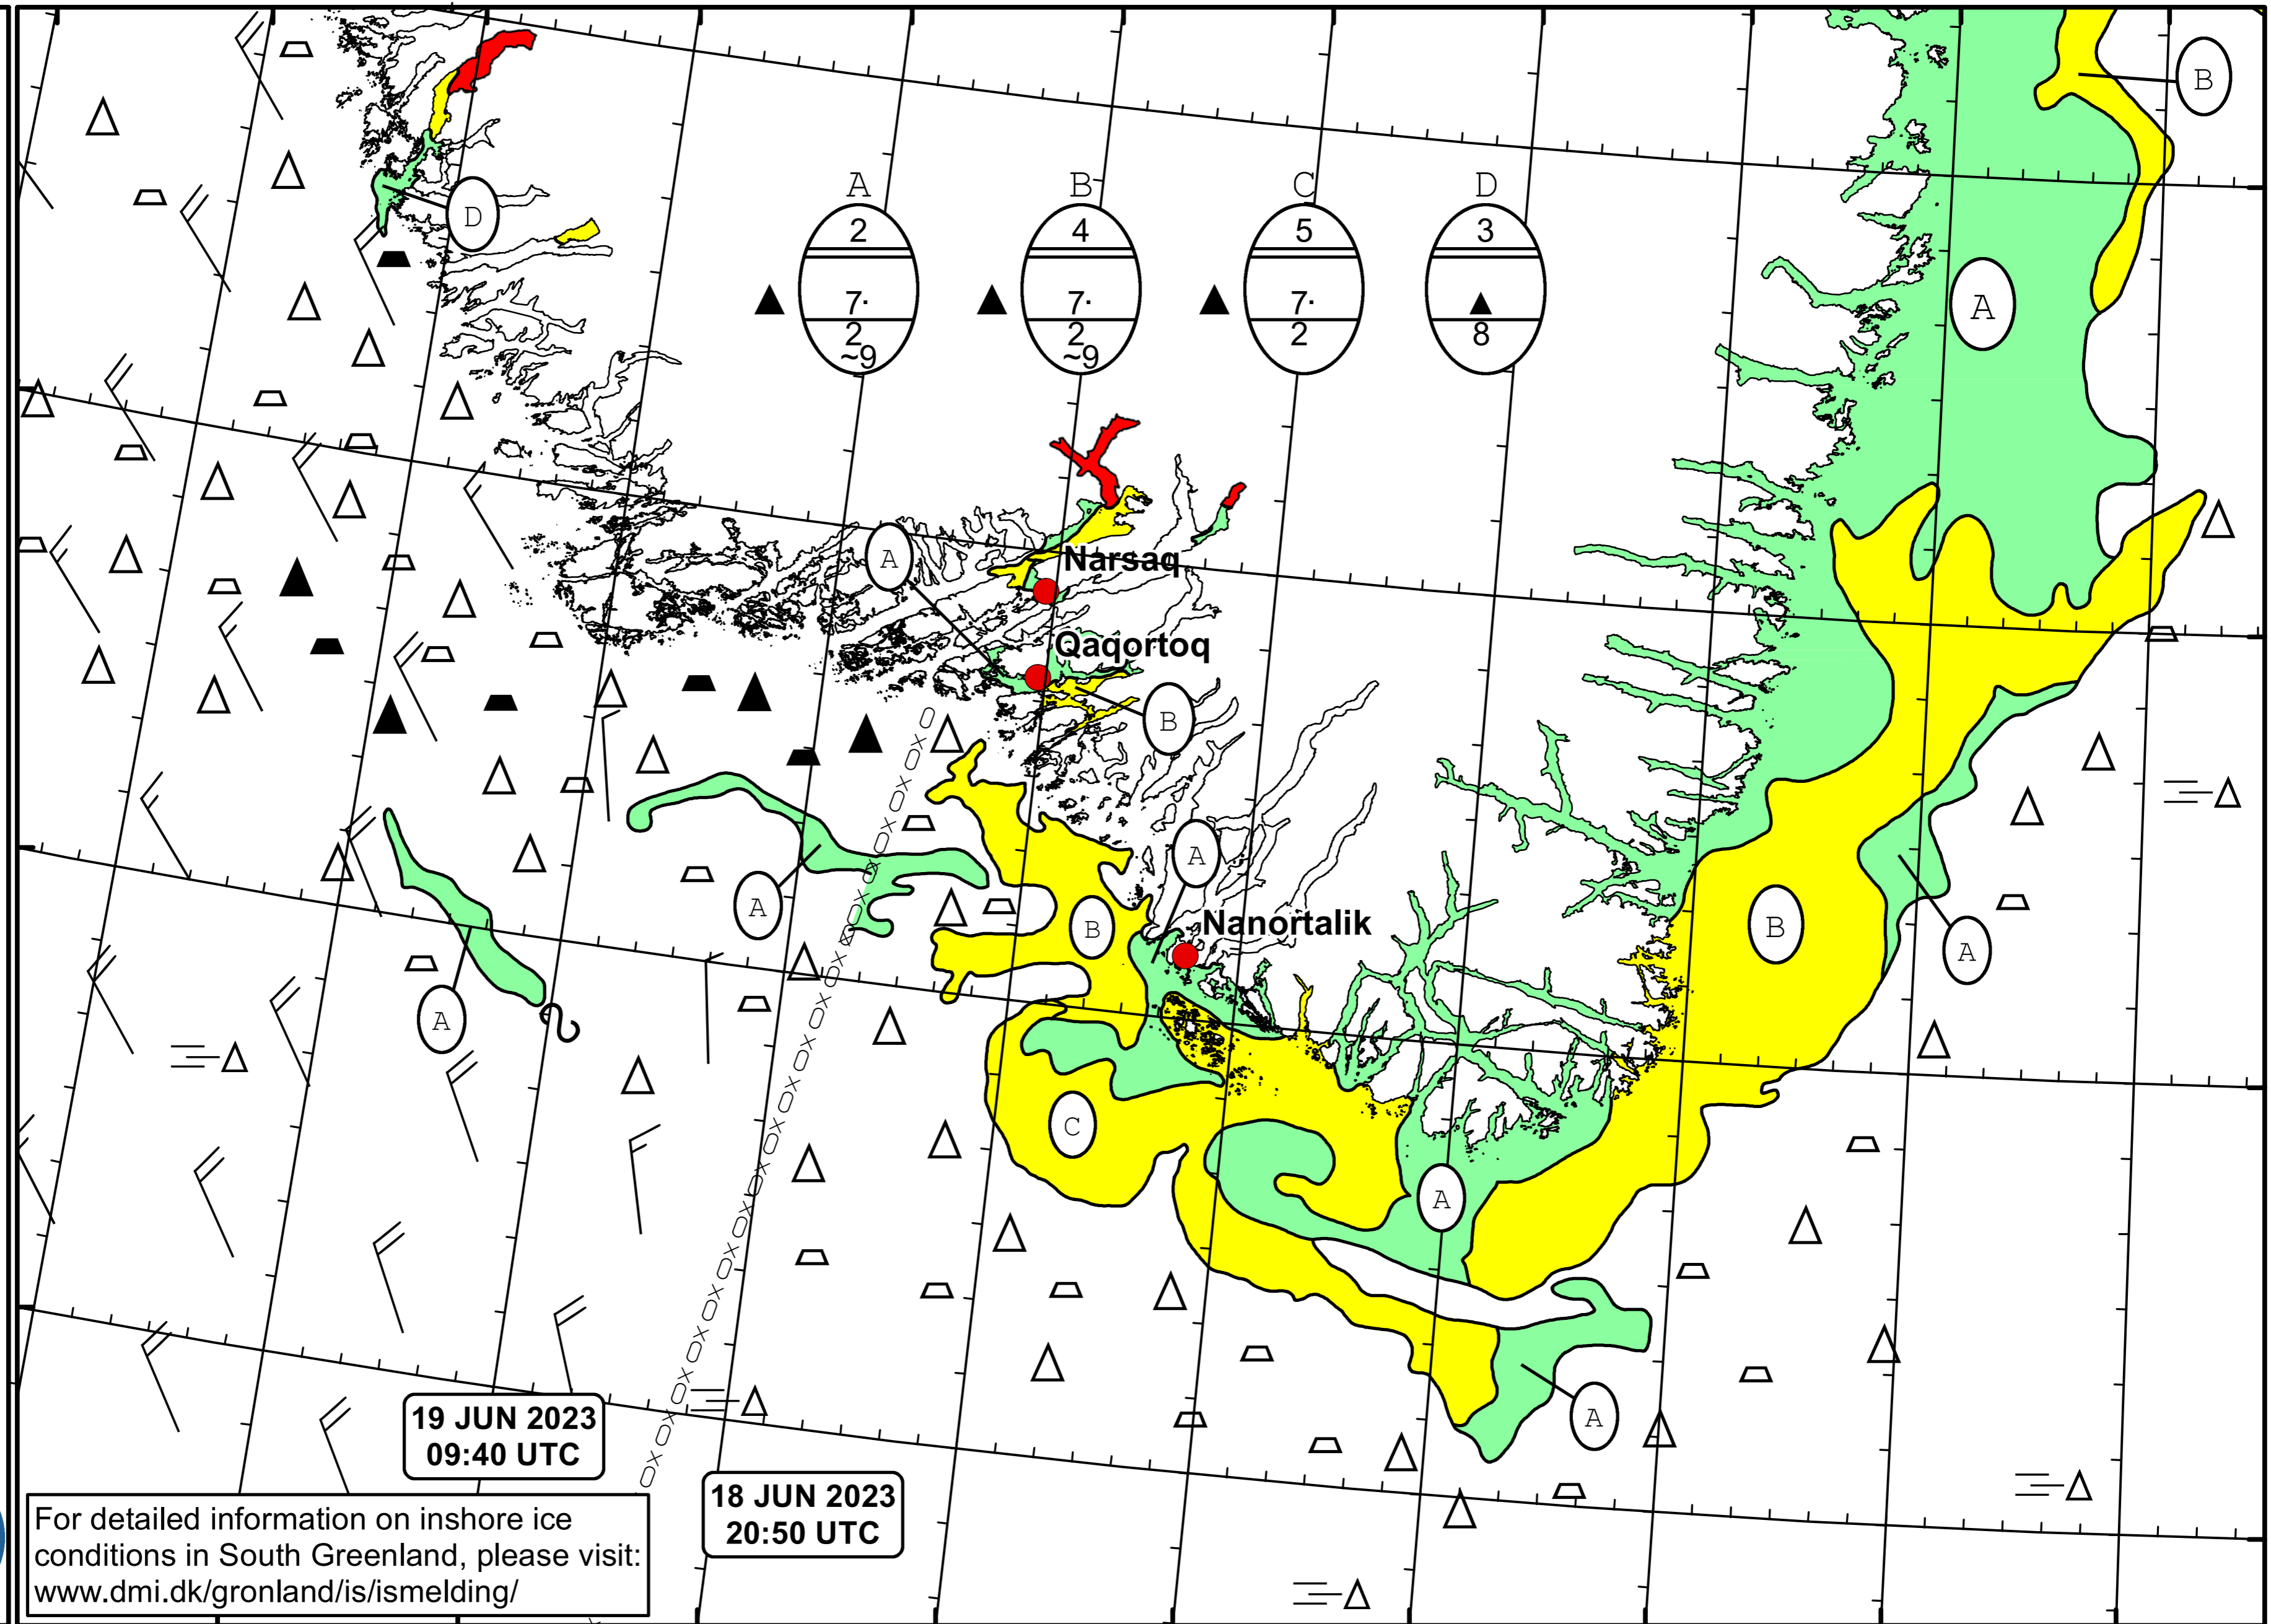 B
D
A B C D
2 4 5 3
7· 7· 7·
2 2 2 8
~9 ~9
A
A
Narsaq
Qaqortoq
B
A
A
B
Nanortalik
B
A
A
C
A
A
19 JUN 2023
09:40 UTC
18 JUN 2023
20:50 UTC
For detailed information on inshore ice
conditions in South Greenland, please visit:
www.dmi.dk/gronland/is/ismelding/